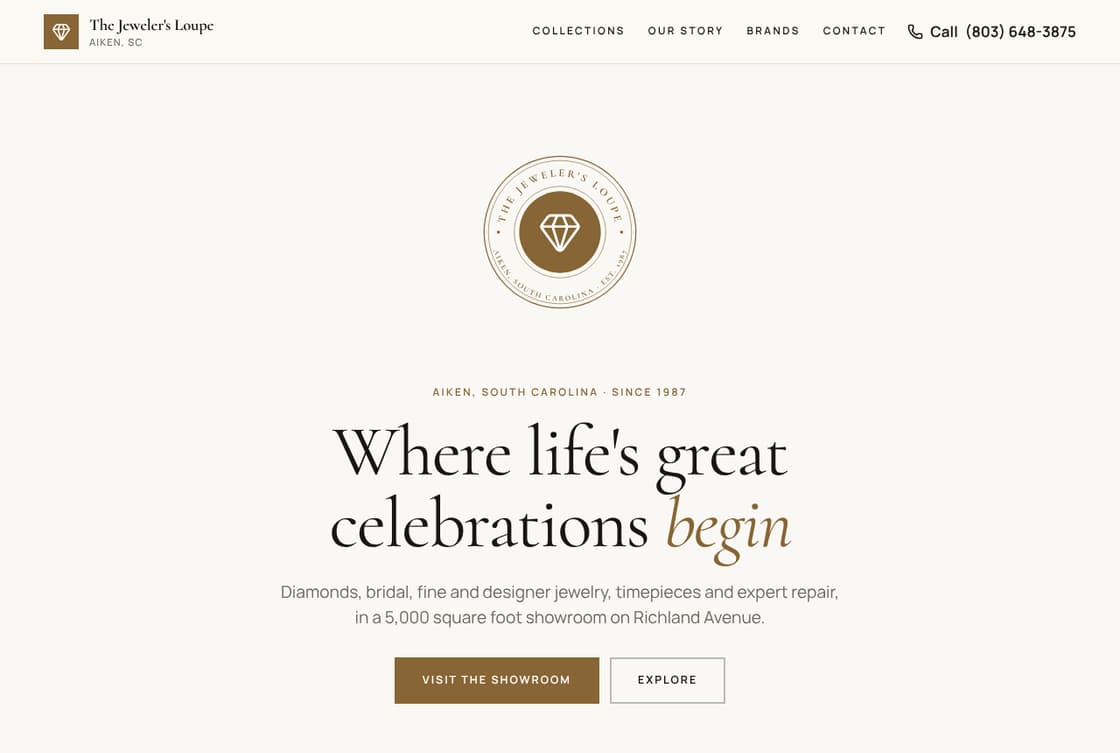 The Jeweler's Loupe
AIKEN, SC
COLLECTIONS
OUR STORY
BRANDS
CONTACT
Call (803) 648-3875
• THE JEWELER'S LOUPE •
AIKEN, SOUTH CAROLINA · EST. 1987
AIKEN, SOUTH CAROLINA · SINCE 1987
Where life's great
celebrations begin
Diamonds, bridal, fine and designer jewelry, timepieces and expert repair,
in a 5,000 square foot showroom on Richland Avenue.
VISIT THE SHOWROOM
EXPLORE